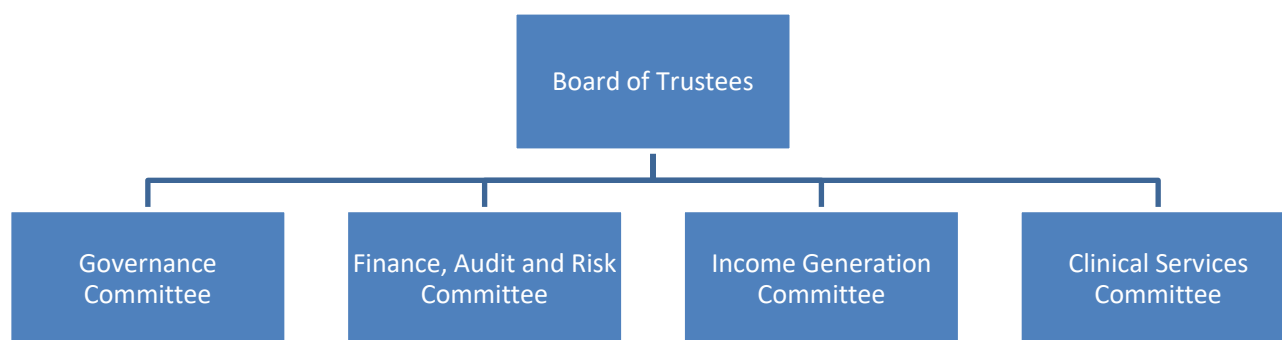 Board of Trustees
Governance
Committee
Finance, Audit and Risk
Committee
Income Generation
Committee
Clinical Services
Committee